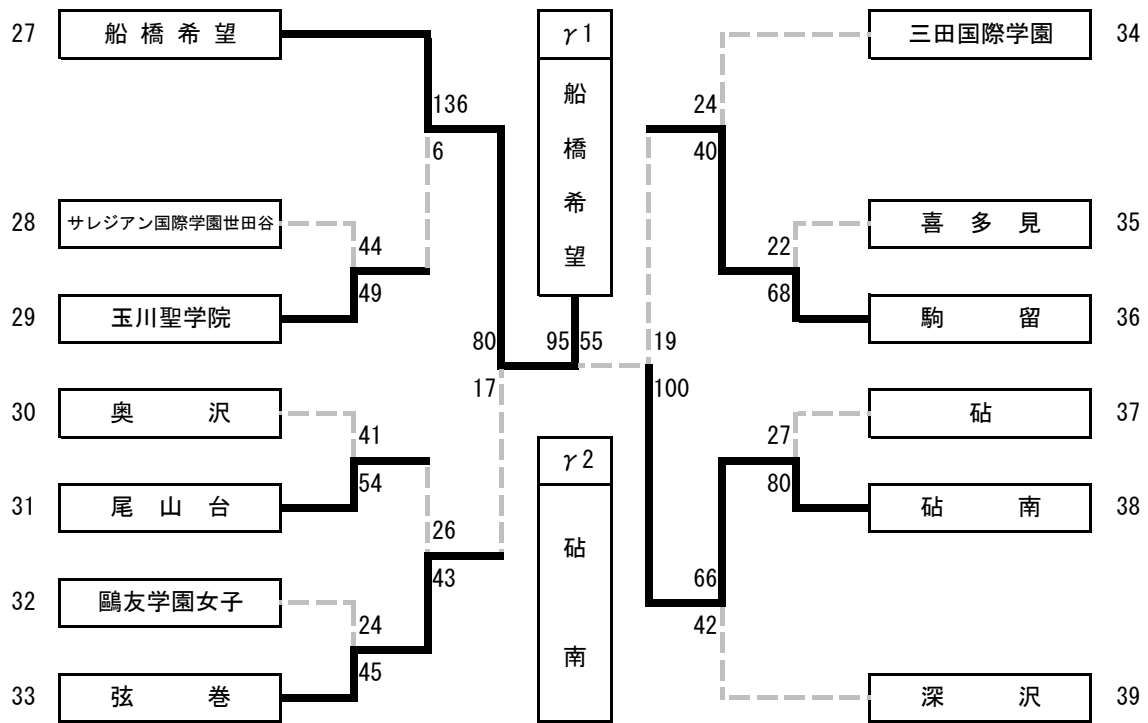 27 船橋希望
136
6
28 サレジアン国際学園世田谷
44
49
29 玉川聖学院
80
17
30 奥沢
41
54
31 尾山台
26
43
32 鷗友学園女子
24
45
33 弦巻
γ1
船橋希望
95 55
γ2
砧南
三田国際学園 34
24
40
喜多見 35
22
68
駒留 36
19
100
砧 37
27
80
砧南 38
66
42
深沢 39